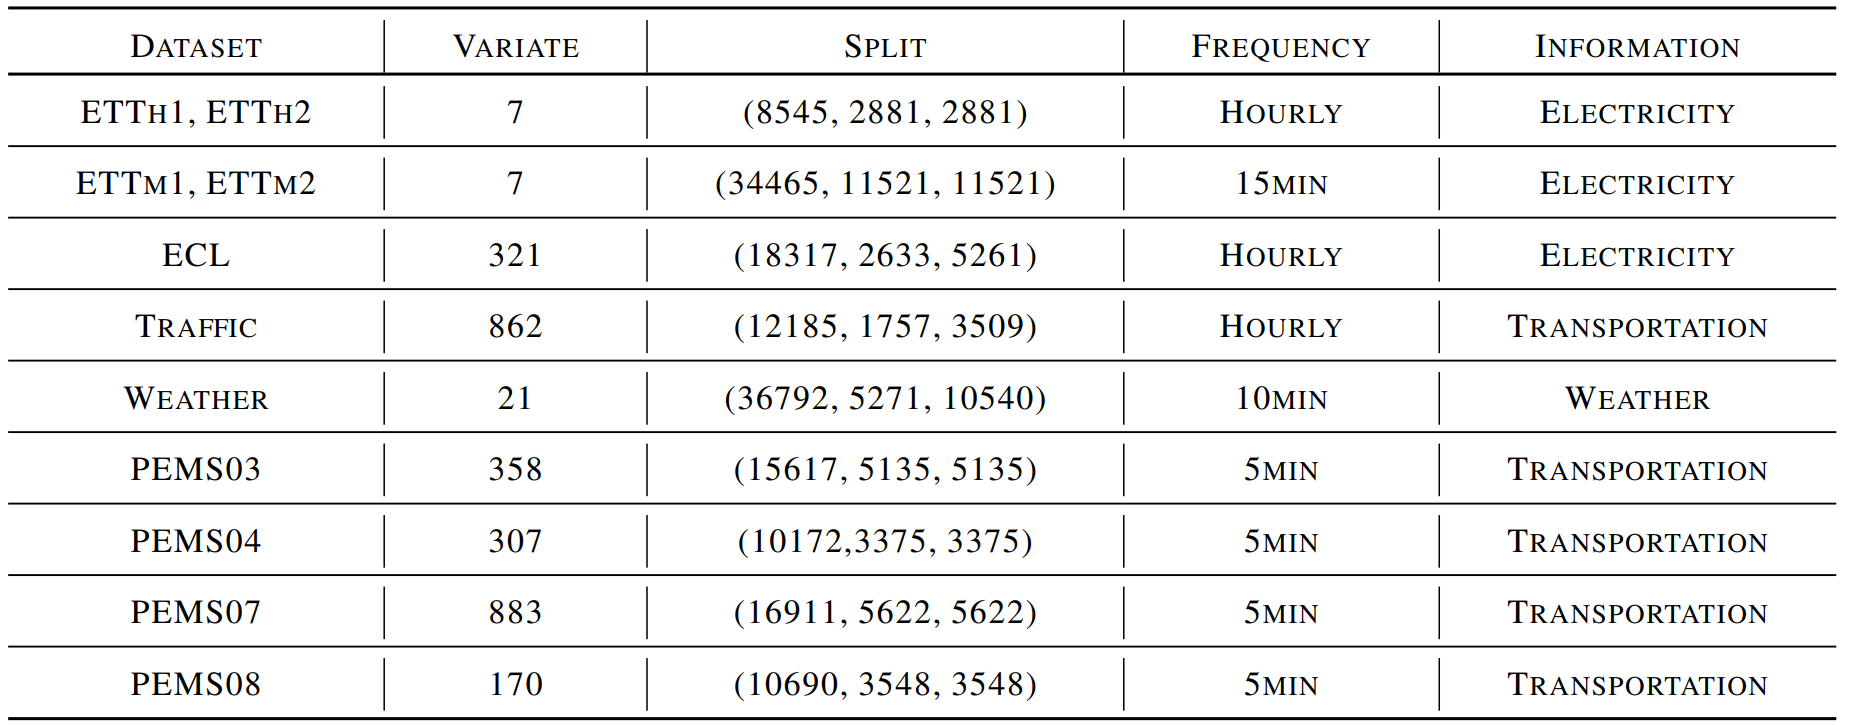 DATASET VARIATE SPLIT FREQUENCY INFORMATION
ETTH1, ETTH2 7 (8545, 2881, 2881) HOURLY ELECTRICITY
ETTM1, ETTM2 7 (34465, 11521, 11521) 15MIN ELECTRICITY
ECL 321 (18317, 2633, 5261) HOURLY ELECTRICITY
TRAFFIC 862 (12185, 1757, 3509) HOURLY TRANSPORTATION
WEATHER 21 (36792, 5271, 10540) 10MIN WEATHER
PEMS03 358 (15617, 5135, 5135) 5MIN TRANSPORTATION
PEMS04 307 (10172,3375, 3375) 5MIN TRANSPORTATION
PEMS07 883 (16911, 5622, 5622) 5MIN TRANSPORTATION
PEMS08 170 (10690, 3548, 3548) 5MIN TRANSPORTATION